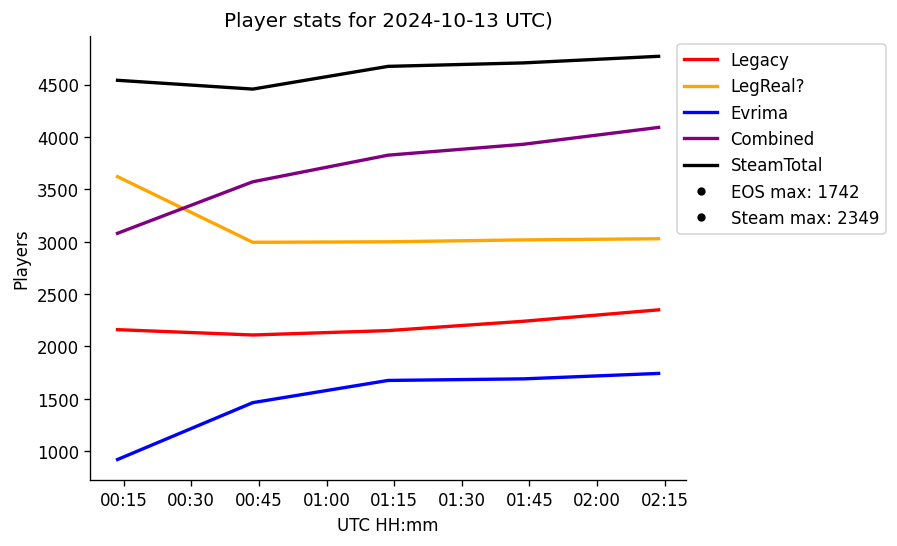 Player stats for 2024-10-13 UTC)
Players
4500
4000
3500
3000
2500
2000
1500
1000
00:15 00:30 00:45 01:00 01:15 01:30 01:45 02:00 02:15
UTC HH:mm
Legacy
LegReal?
Evrima
Combined
SteamTotal
EOS max: 1742
Steam max: 2349